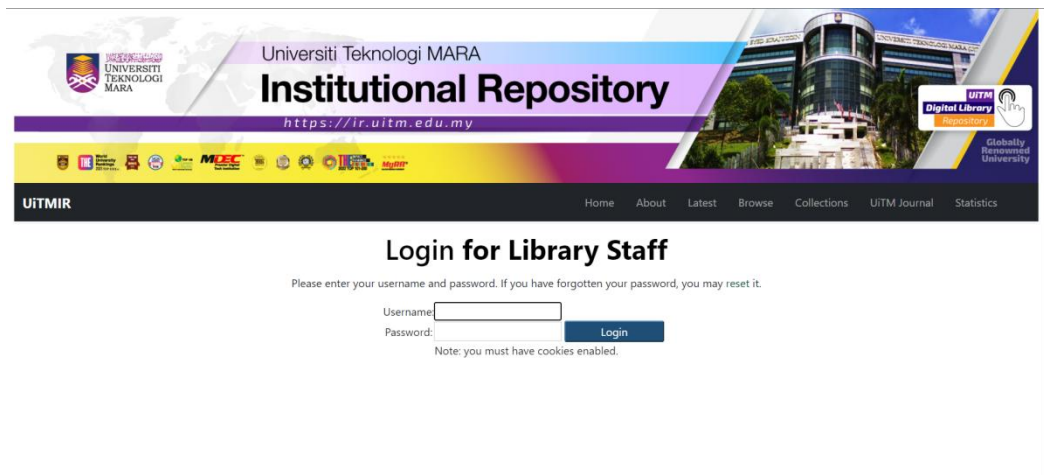 UNIVERSITI
TEKNOLOGI
MARA
Universiti Teknologi MARA
Institutional Repository
https://ir.uitm.edu.my
UiTM
Digital Library
Repository
Globally
Renowned
University
MDEC
MyRA
UiTMIR
Home About Latest Browse Collections UiTM Journal Statistics
Login for Library Staff
Please enter your username and password. If you have forgotten your password, you may reset it.
Username:
Password:
Login
Note: you must have cookies enabled.